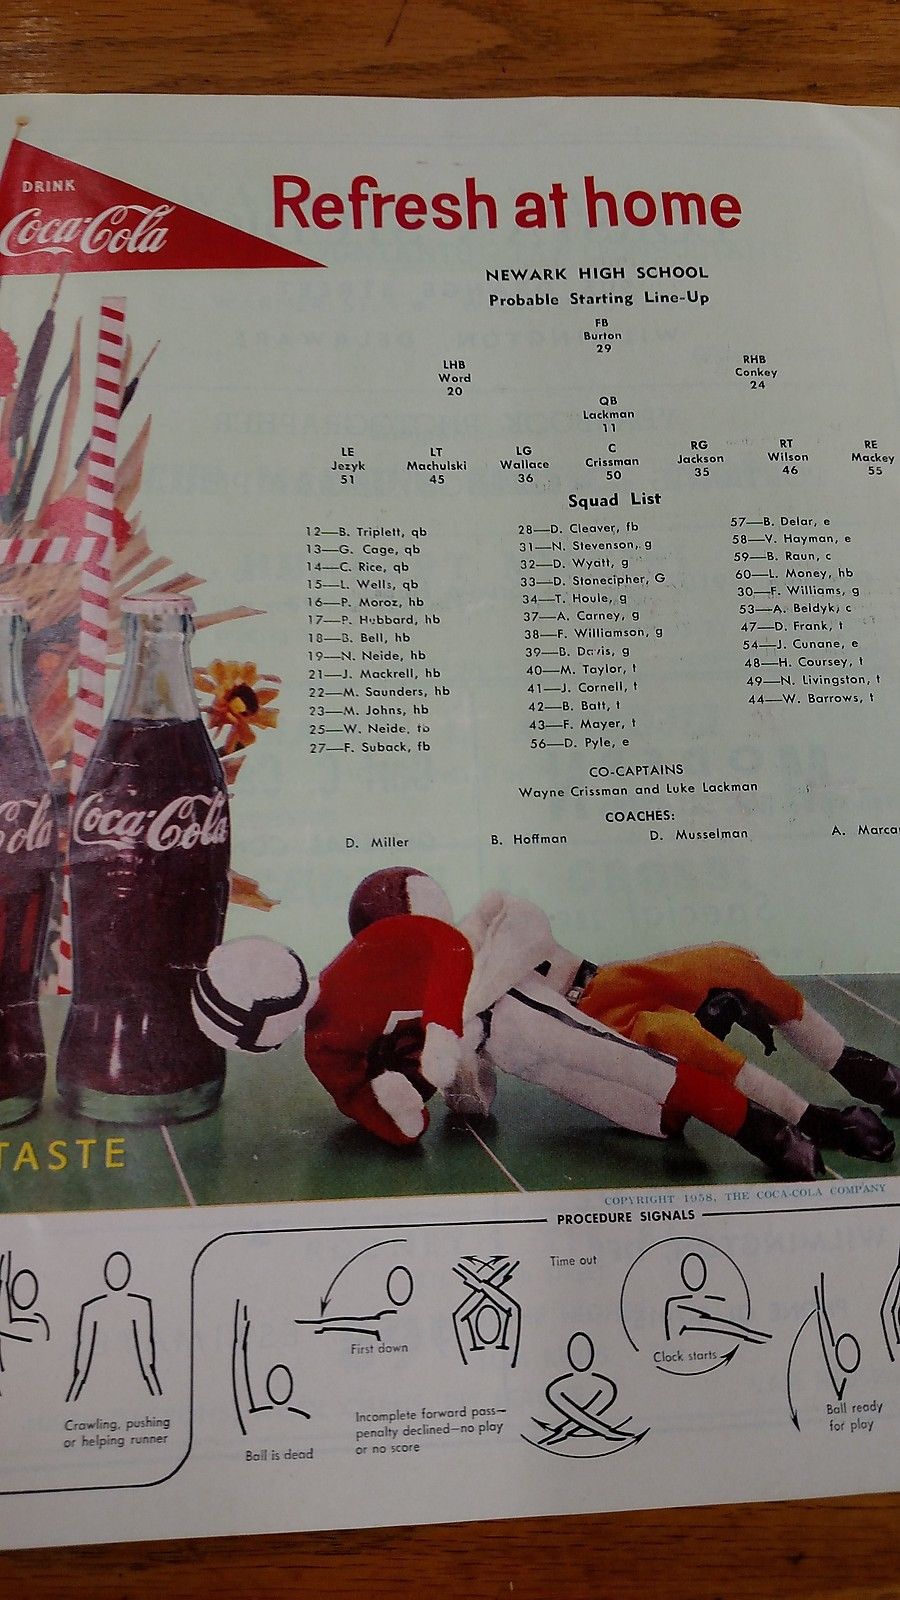 DRINK
Coca-Cola
Refresh at home
NEWARK HIGH SCHOOL
Probable Starting Line-Up
FB
Burton
29
LHB
Word
20
RHB
Conkey
24
QB
Lackman
11
LE
Jezyk
51
LT
Machulski
45
LG
Wallace
36
C
Crissman
50
RG
Jackson
35
RT
Wilson
46
RE
Mackey
55
Squad List
12—B. Triplett, qb
13—G. Cage, qb
14—C. Rice, qb
15—L. Wells, qb
16—P. Moroz, hb
17—P. Hubbard, hb
18—B. Bell, hb
19—N. Neide, hb
21—J. Mackrell, hb
22—M. Saunders, hb
23—M. Johns, hb
25—W. Neide, fb
27—F. Suback, fb
28—D. Cleaver, fb
31—N. Stevenson, g
32—D. Wyatt, g
33—D. Stonecipher, G
34—T. Houle, g
37—A. Carney, g
38—F. Williamson, g
39—B. Davis, g
40—M. Taylor, t
41—J. Cornell, t
42—B. Batt, t
43—F. Mayer, t
56—D. Pyle, e
57—B. Delar, e
58—V. Hayman, e
59—B. Raun, c
60—L. Money, hb
30—F. Williams, g
53—A. Beldyk, c
47—D. Frank, t
54—J. Cunane, e
48—H. Coursey, t
49—N. Livingston, t
44—W. Barrows, t
CO-CAPTAINS
Wayne Crissman and Luke Lackman
COACHES:
D. Miller B. Hoffman D. Musselman A. Marca
Cola
Coca-Cola
TASTE
COPYRIGHT 1958, THE COCA-COLA COMPANY
PROCEDURE SIGNALS
Crawling, pushing
or helping runner
Ball is dead
First down
Incomplete forward pass—
penalty declined—no play
or no score
Time out
Clock starts
Ball ready
for play